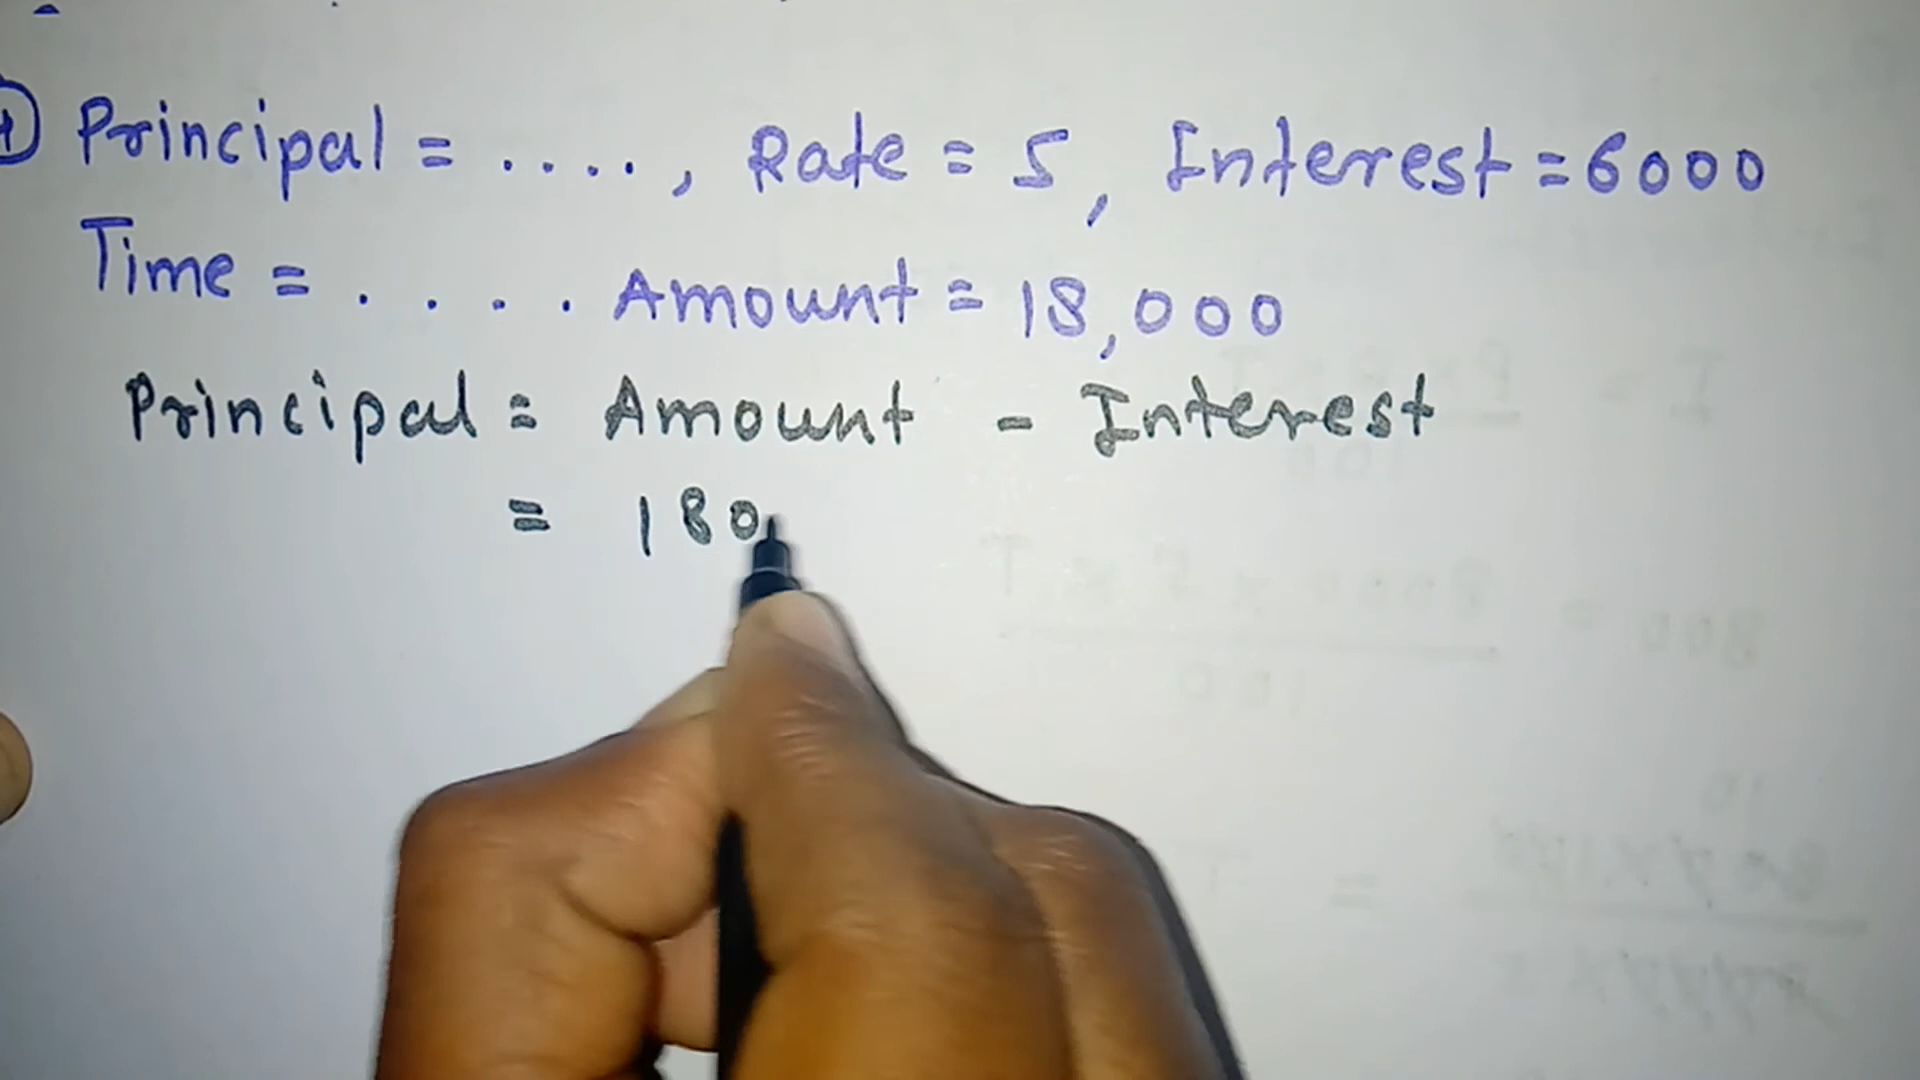 Principal = ...., Rate = 5, Interest = 6000
Time = .... Amount = 18,000
Principal = Amount - Interest
= 180